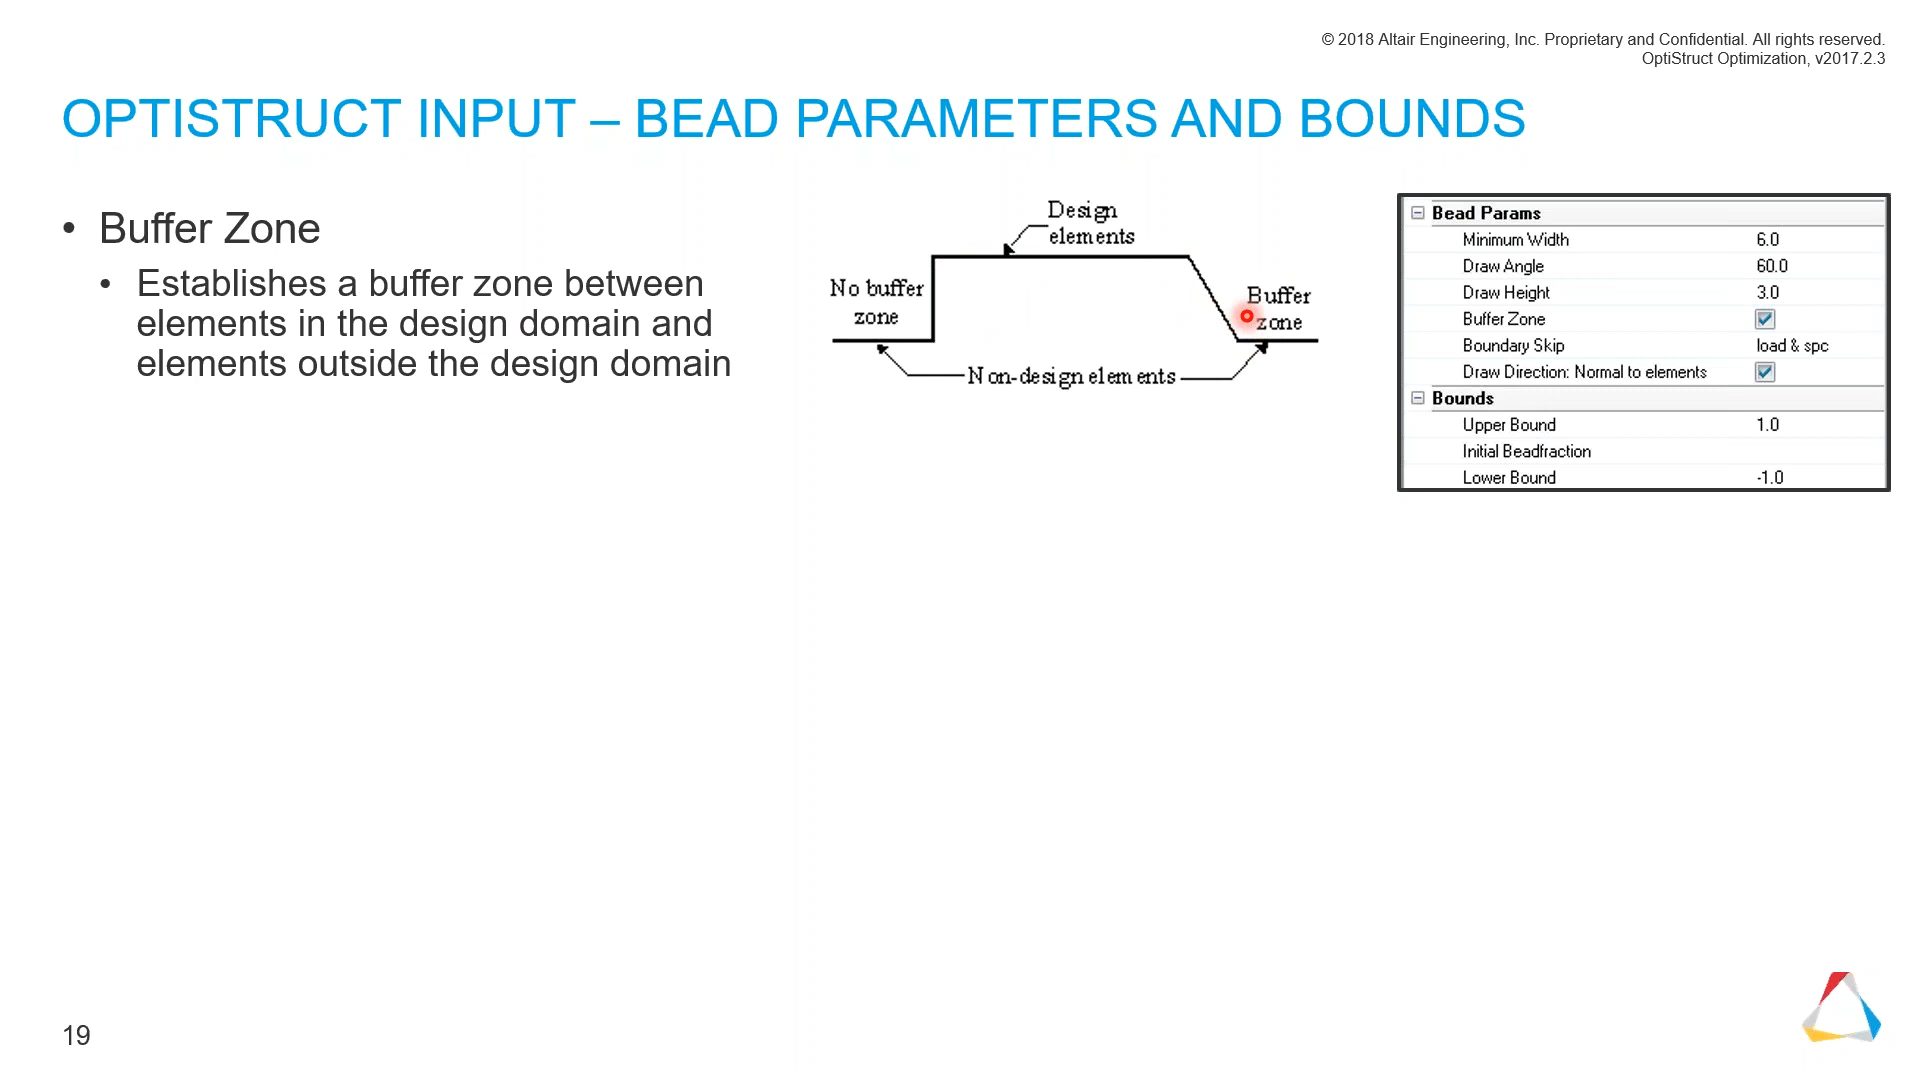 © 2018 Altair Engineering, Inc. Proprietary and Confidential. All rights reserved.
OptiStruct Optimization, v2017.2.3
OPTISTRUCT INPUT – BEAD PARAMETERS AND BOUNDS
• Buffer Zone
• Establishes a buffer zone between
elements in the design domain and
elements outside the design domain
Design
elements
No buffer
zone
Buffer
zone
Non-design elements
Bead Params
Minimum Width 6.0
Draw Angle 60.0
Draw Height 3.0
Buffer Zone
Boundary Skip load & spc
Draw Direction: Normal to elements
Bounds
Upper Bound 1.0
Initial Beadfraction
Lower Bound -1.0
19